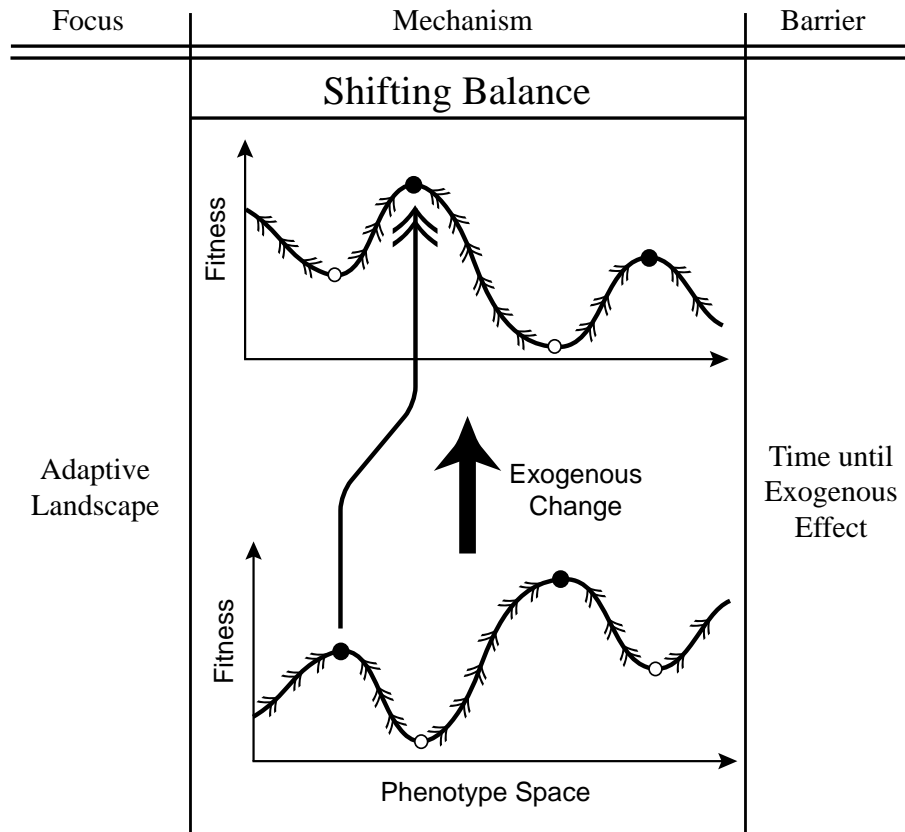 Focus
Mechanism
Barrier
Shifting Balance
Fitness
Adaptive
Landscape
Exogenous
Change
Time until
Exogenous
Effect
Fitness
Phenotype Space